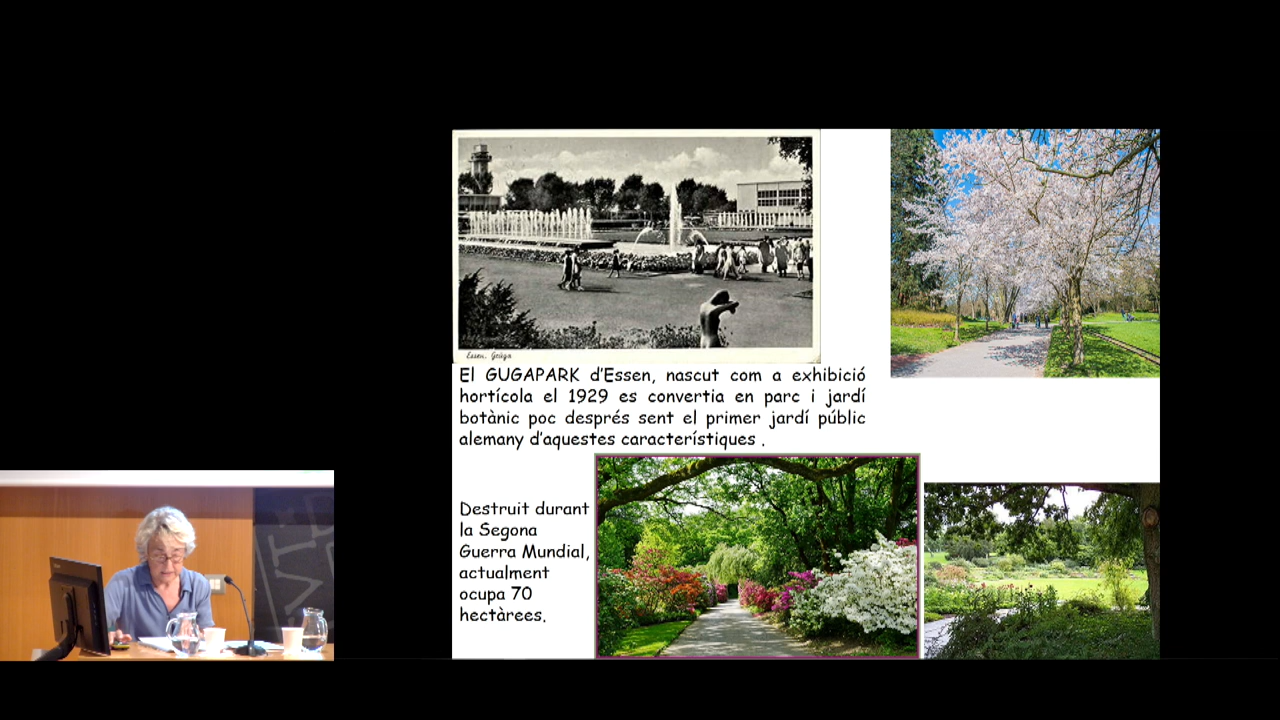 Essen, Gruga
El GUGAPARK d'Essen, nascut com a exhibició
hortícola el 1929 es convertia en parc i jardí
botànic poc després sent el primer jardí públic
alemany d'aquestes característiques .
Destruit durant
la Segona
Guerra Mundial,
actualment
ocupa 70
hectàrees.